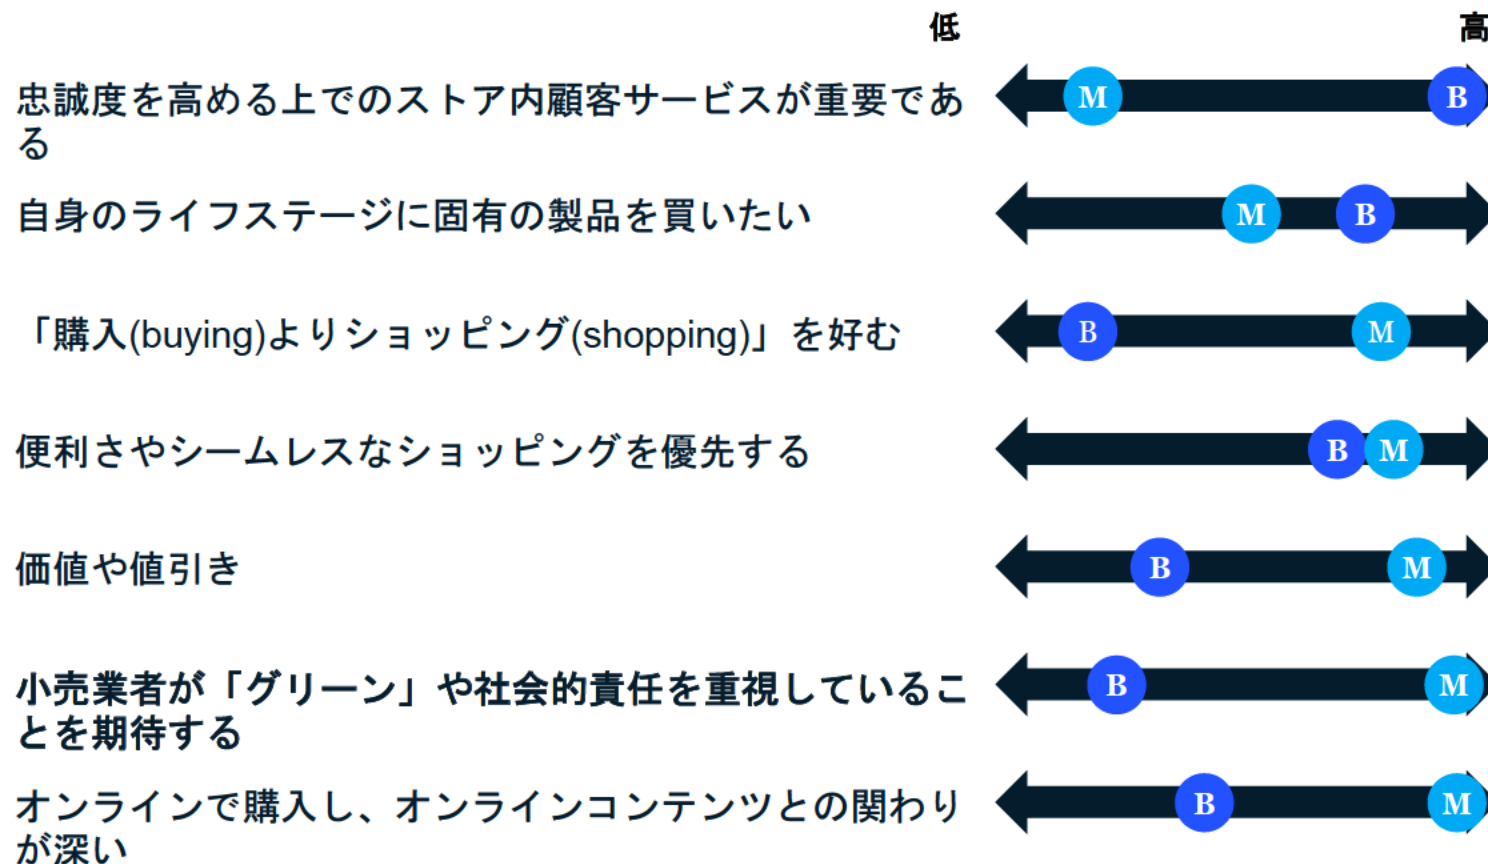 低 高
忠誠度を高める上でのストア内顧客サービスが重要であ
る
M B
自身のライフステージに固有の製品を買いたい
M B
「購入(buying)よりショッピング(shopping)」を好む
B M
便利さやシームレスなショッピングを優先する
B M
価値や値引き
B M
小売業者が「グリーン」や社会的責任を重視しているこ
とを期待する
B M
オンラインで購入し、オンラインコンテンツとの関わり
が深い
B M